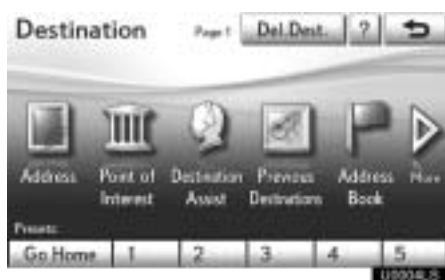 Destination Page 1 Del.Dest. ?
Address Point of Interest Destination Assist Previous Destinations Address Book More
Presets
Go Home 1 2 3 4 5
U0004LS